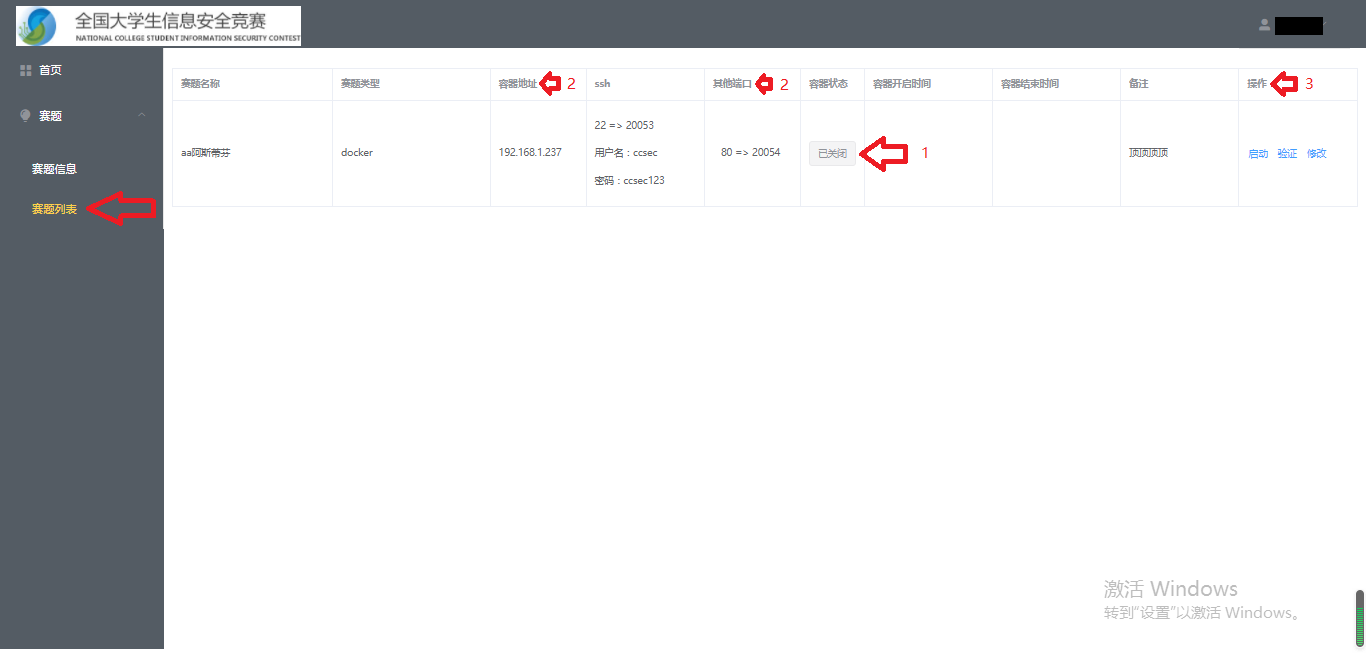 全国大学生信息安全竞赛
NATIONAL COLLEGE STUDENT INFORMATION SECURITY CONTEST
首页
赛题
赛题信息
赛题列表
赛题名称 赛题类型 容器地址 2 ssh 其他端口 2 容器状态 容器开启时间 容器结束时间 备注 操作 3
22 => 20053
aa阿斯蒂芬 docker 192.168.1.237 用户名：ccsec 80 => 20054 已关闭 1 顶顶顶顶 启动 验证 修改
密码：ccsec123
激活 Windows
转到"设置"以激活 Windows。